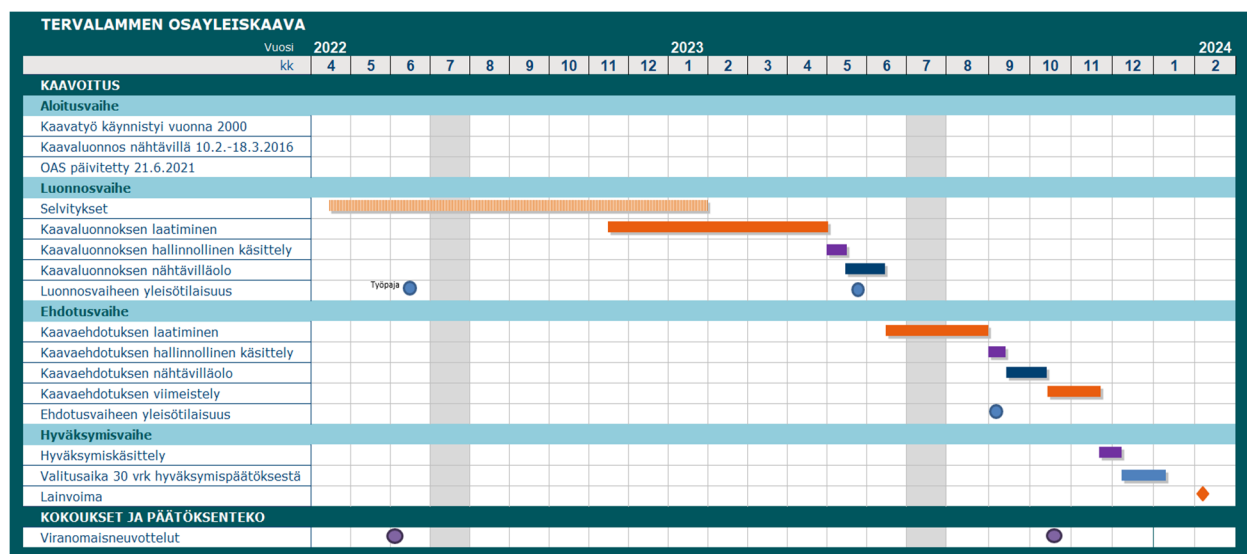 TERVALAMMEN OSAYLEISKAAVA
Vuosi 2022 2023 2024
kk 4 5 6 7 8 9 10 11 12 1 2 3 4 5 6 7 8 9 10 11 12 1 2
KAAVOITUS
Aloitusvaihe
Kaavatyö käynnistyi vuonna 2000
Kaavaluonnos nähtävillä 10.2.-18.3.2016
OAS päivitetty 21.6.2021
Luonnosvaihe
Selvitykset
Kaavaluonnoksen laatiminen
Kaavaluonnoksen hallinnollinen käsittely
Kaavaluonnoksen nähtävilläolo
Luonnosvaiheen yleisötilaisuus Työpaja
Ehdotusvaihe
Kaavaehdotuksen laatiminen
Kaavaehdotuksen hallinnollinen käsittely
Kaavaehdotuksen nähtävilläolo
Kaavaehdotuksen viimeistely
Ehdotusvaiheen yleisötilaisuus
Hyväksymisvaihe
Hyväksymiskäsittely
Valitusaika 30 vrk hyväksymispäätöksestä
Lainvoima
KOKOUKSET JA PÄÄTÖKSENTEKO
Viranomaisneuvottelut